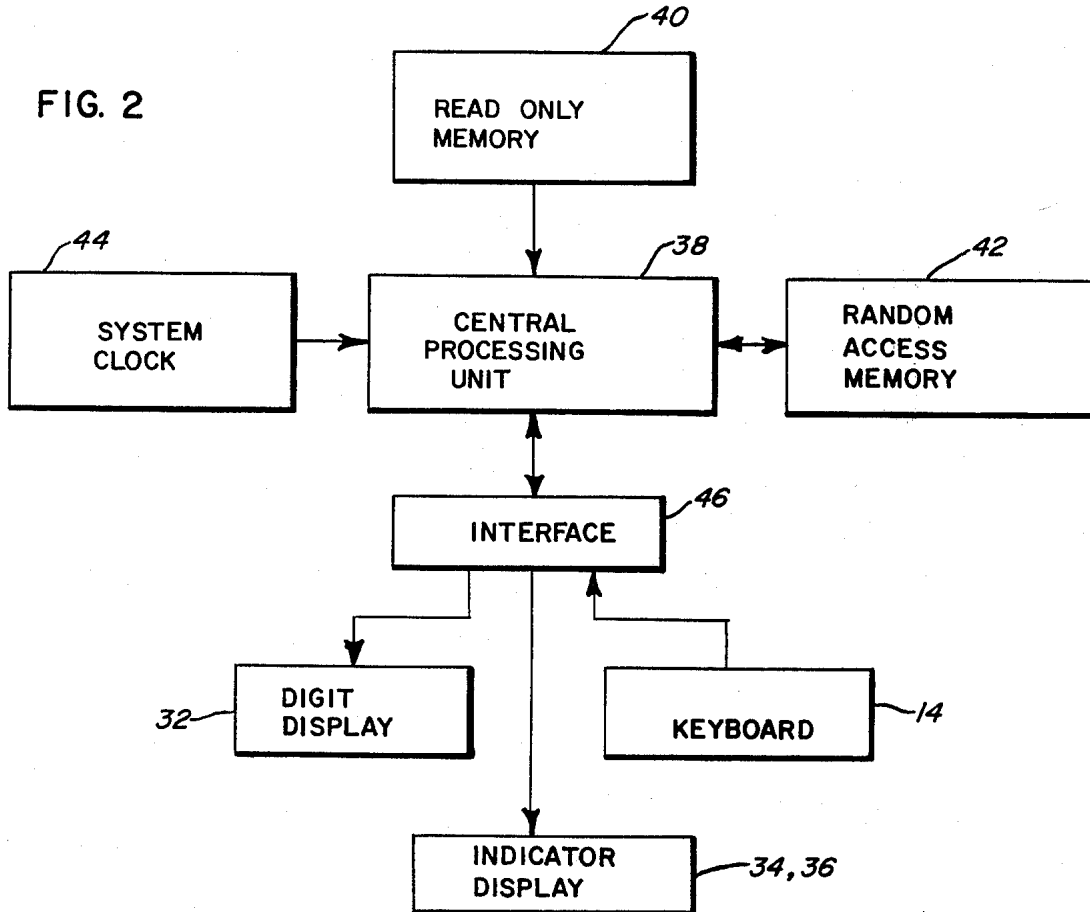 40
FIG. 2
READ ONLY
MEMORY
44
38
42
SYSTEM
CLOCK
CENTRAL
PROCESSING
UNIT
RANDOM
ACCESS
MEMORY
46
INTERFACE
32
DIGIT
DISPLAY
KEYBOARD
14
INDICATOR
DISPLAY
34, 36